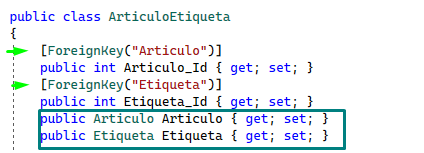 public class ArticuloEtiqueta
{
[ForeignKey("Articulo")]
public int Articulo_Id { get; set; }
[ForeignKey("Etiqueta")]
public int Etiqueta_Id { get; set; }
public Articulo Articulo { get; set; }
public Etiqueta Etiqueta { get; set; }